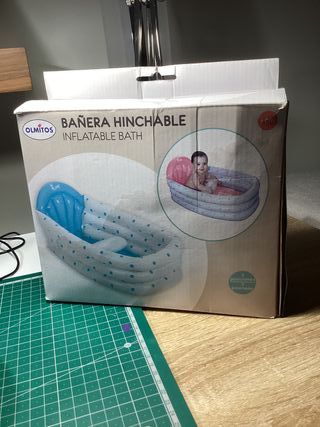 OLMITOS
BAÑERA HINCHABLE
INFLATABLE BATH